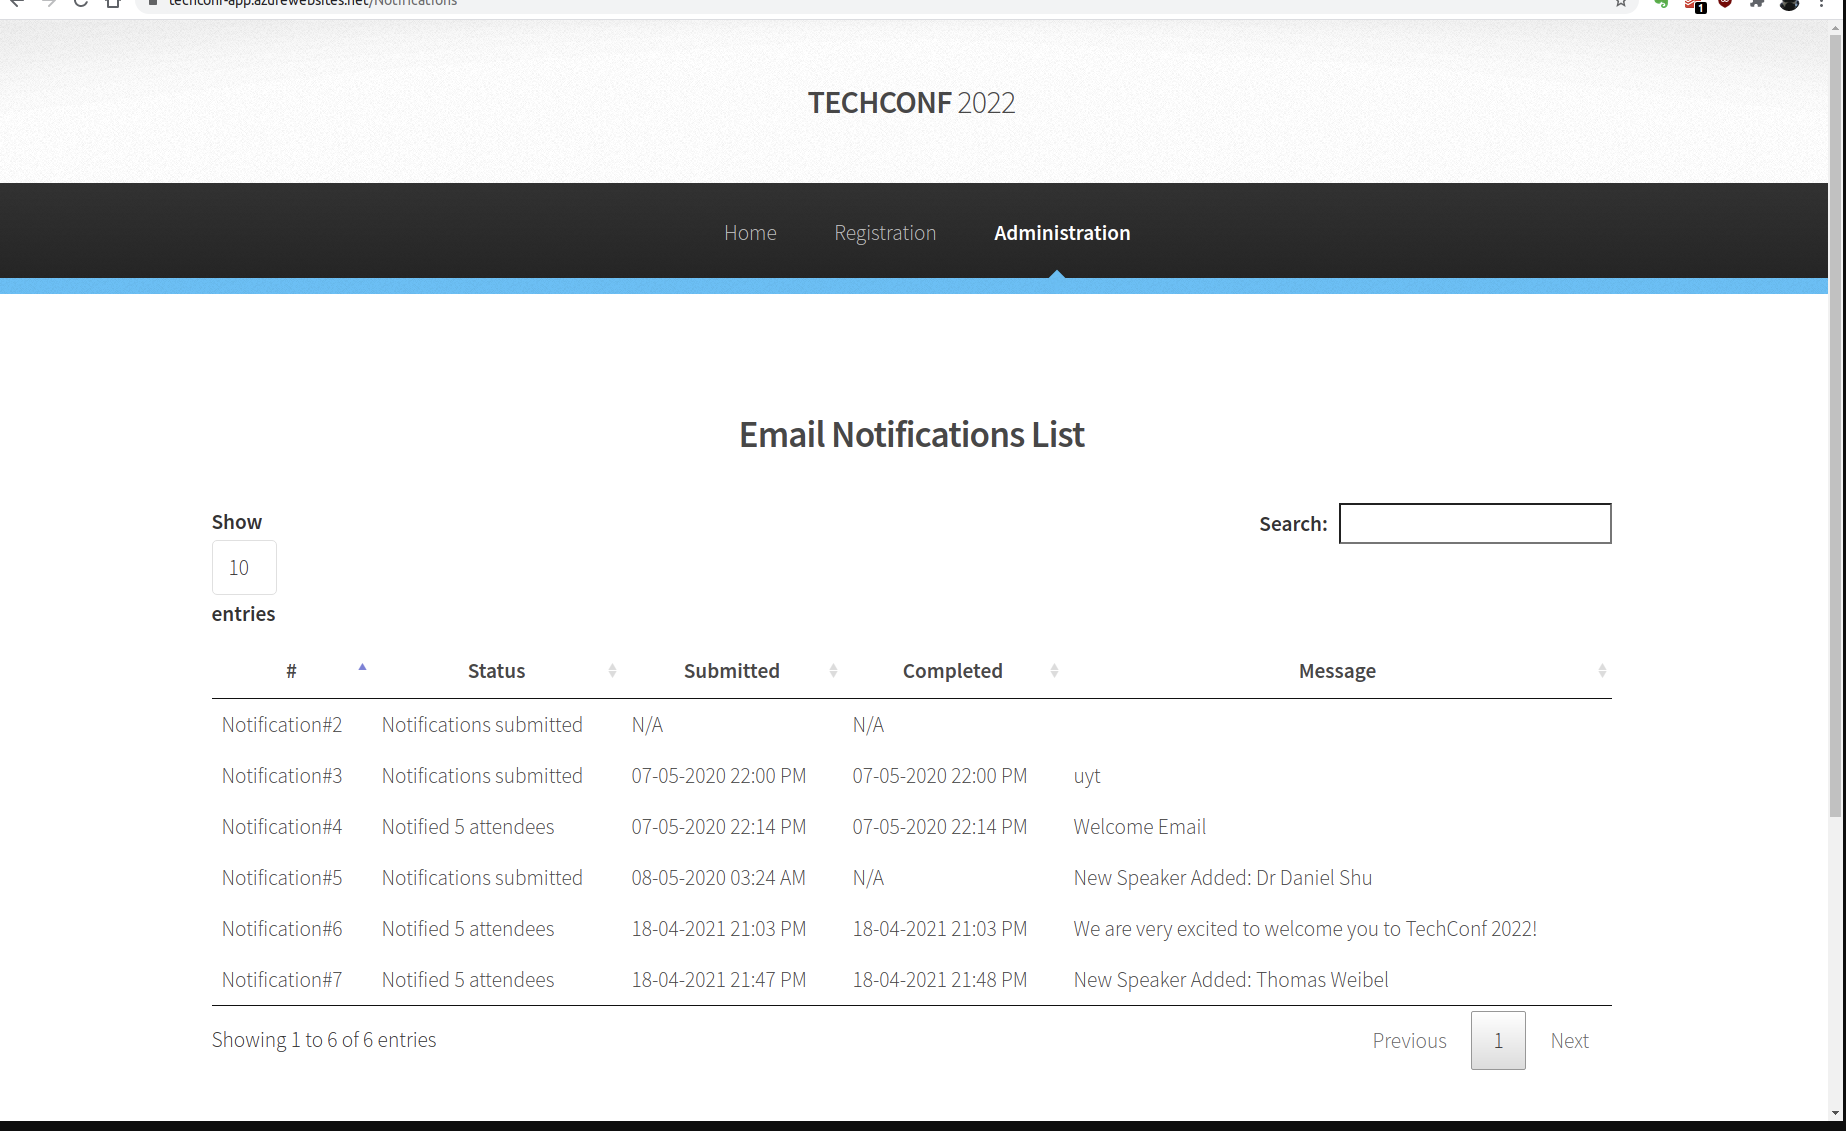 techconf-app.azurewebsites.net/Notifications
1
TECHCONF 2022
Home Registration Administration
Email Notifications List
Show
10
entries
Search:
# Status Submitted Completed Message
Notification#2 Notifications submitted N/A N/A
Notification#3 Notifications submitted 07-05-2020 22:00 PM 07-05-2020 22:00 PM uyt
Notification#4 Notified 5 attendees 07-05-2020 22:14 PM 07-05-2020 22:14 PM Welcome Email
Notification#5 Notifications submitted 08-05-2020 03:24 AM N/A New Speaker Added: Dr Daniel Shu
Notification#6 Notified 5 attendees 18-04-2021 21:03 PM 18-04-2021 21:03 PM We are very excited to welcome you to TechConf 2022!
Notification#7 Notified 5 attendees 18-04-2021 21:47 PM 18-04-2021 21:48 PM New Speaker Added: Thomas Weibel
Showing 1 to 6 of 6 entries
Previous 1 Next